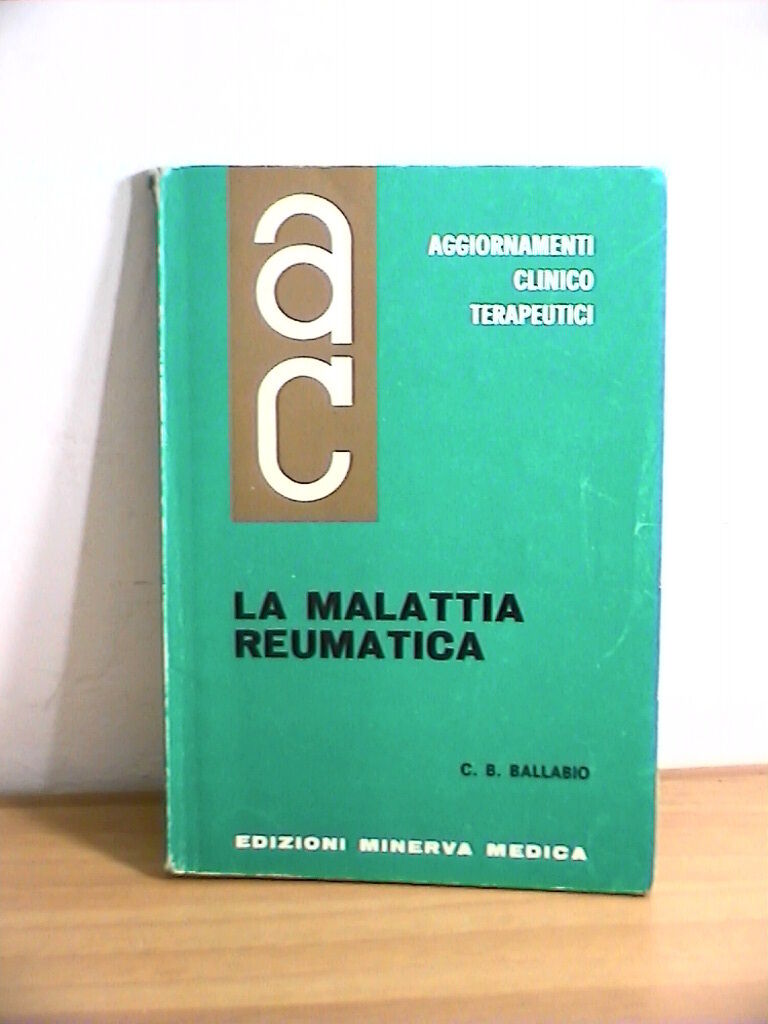 ac
AGGIORNAMENTI
CLINICO
TERAPEUTICI
LA MALATTIA
REUMATICA
C. B. BALLABIO
EDIZIONI MINERVA MEDICA